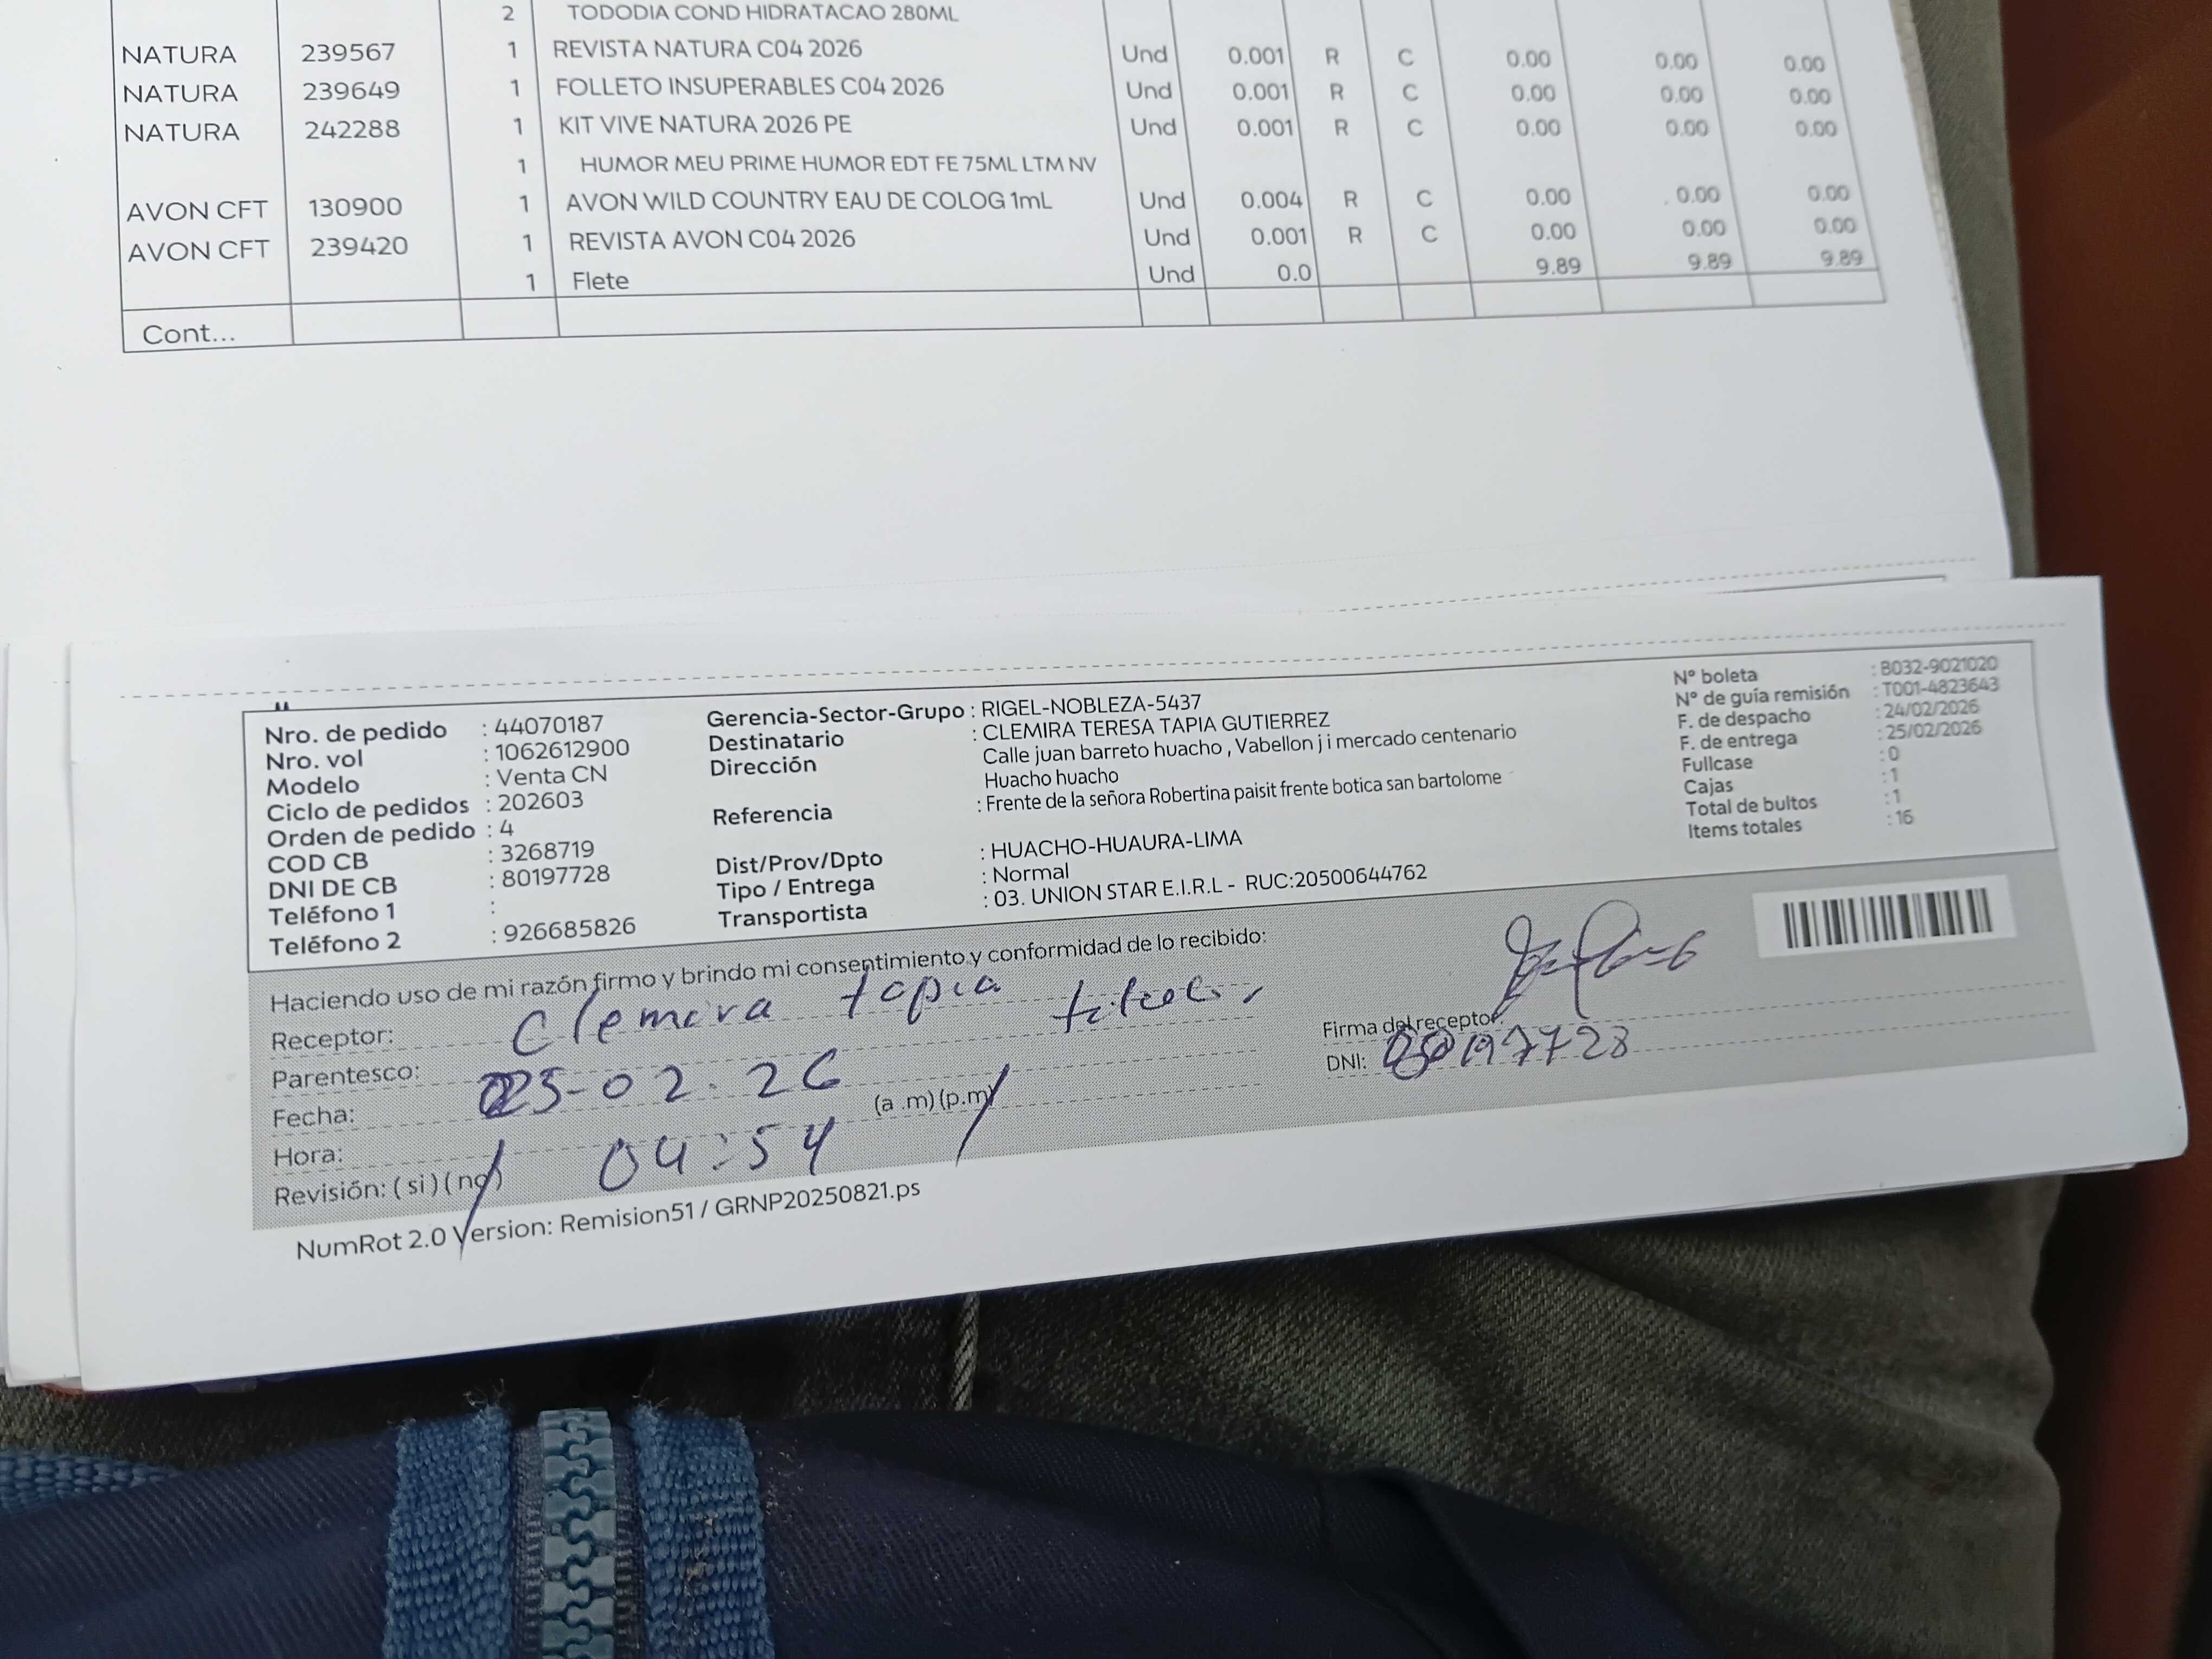 2 TODODIA COND HIDRATACAO 280ML
NATURA 239567 1 REVISTA NATURA C04 2026 Und 0.001 R C 0.00 0.00 0.00
NATURA 239649 1 FOLLETO INSUPERABLES C04 2026 Und 0.001 R C 0.00 0.00 0.00
NATURA 242288 1 KIT VIVE NATURA 2026 PE Und 0.001 R C 0.00 0.00 0.00
1 HUMOR MEU PRIME HUMOR EDT FE 75ML LTM NV
AVON CFT 130900 1 AVON WILD COUNTRY EAU DE COLOG 1mL Und 0.004 R C 0.00 0.00 0.00
AVON CFT 239420 1 REVISTA AVON C04 2026 Und 0.001 R C 0.00 0.00 0.00
1 Flete Und 0.0 9.89 9.89 9.89
Cont...
Nro. de pedido : 44070187
Nro. vol : 1062612900
Modelo : Venta CN
Ciclo de pedidos : 202603
Orden de pedido : 4
COD CB : 3268719
DNI DE CB : 80197728
Teléfono 1 :
Teléfono 2 : 926685826
Gerencia-Sector-Grupo : RIGEL-NOBLEZA-5437
Destinatario : CLEMIRA TERESA TAPIA GUTIERREZ
Dirección Calle juan barreto huacho , Vabellon j i mercado centenario
Huacho huacho
Referencia : Frente de la señora Robertina paisit frente botica san bartolome
Dist/Prov/Dpto : HUACHO-HUAURA-LIMA
Tipo / Entrega : Normal
Transportista : 03. UNION STAR E.I.R.L - RUC:20500644762
Nº boleta : B032-9021020
Nº de guía remisión : T001-4823643
F. de despacho : 24/02/2026
F. de entrega : 25/02/2026
Fullcase : 0
Cajas : 1
Total de bultos : 1
Items totales : 16
Haciendo uso de mi razón firmo y brindo mi consentimiento y conformidad de lo recibido:
Receptor: Clemira tapia
Parentesco: titular
Fecha: 25-02-26
Hora: 04:54 (a .m) (p.m)
Revisión: ( si ) ( no )
Firma del receptor:
DNI: 80197728
NumRot 2.0 Version: Remision51 / GRNP20250821.ps